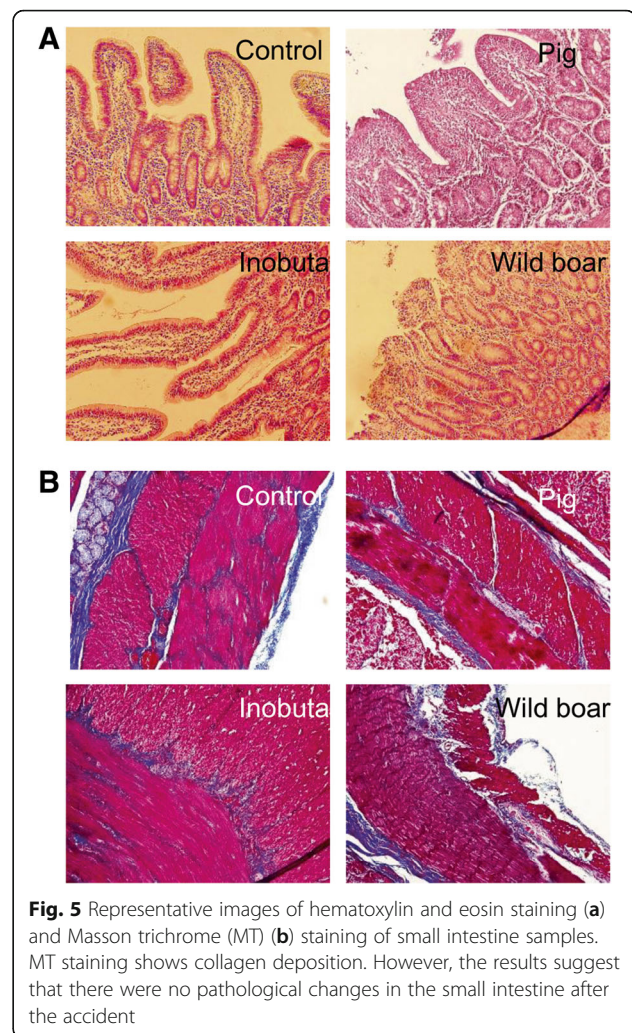 A
Control
Pig
Inobuta
Wild boar
B
Control
Pig
Inobuta
Wild boar
Fig. 5 Representative images of hematoxylin and eosin staining (a)
and Masson trichrome (MT) (b) staining of small intestine samples.
MT staining shows collagen deposition. However, the results suggest
that there were no pathological changes in the small intestine after
the accident